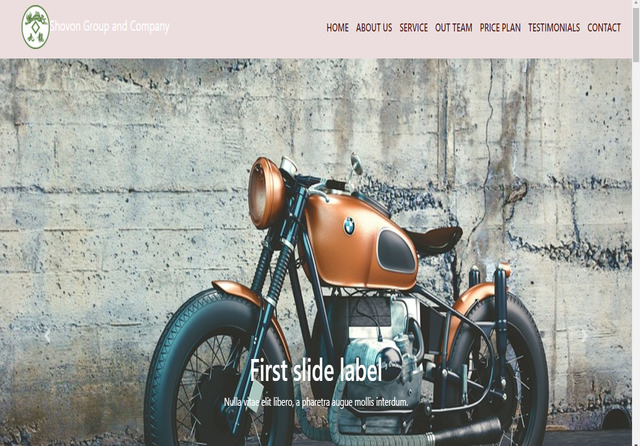 Shovon Group and Company
HOME ABOUT US SERVICE OUT TEAM PRICE PLAN TESTIMONIALS CONTACT
First slide label
Nulla vitae elit libero, a pharetra augue mollis interdum.